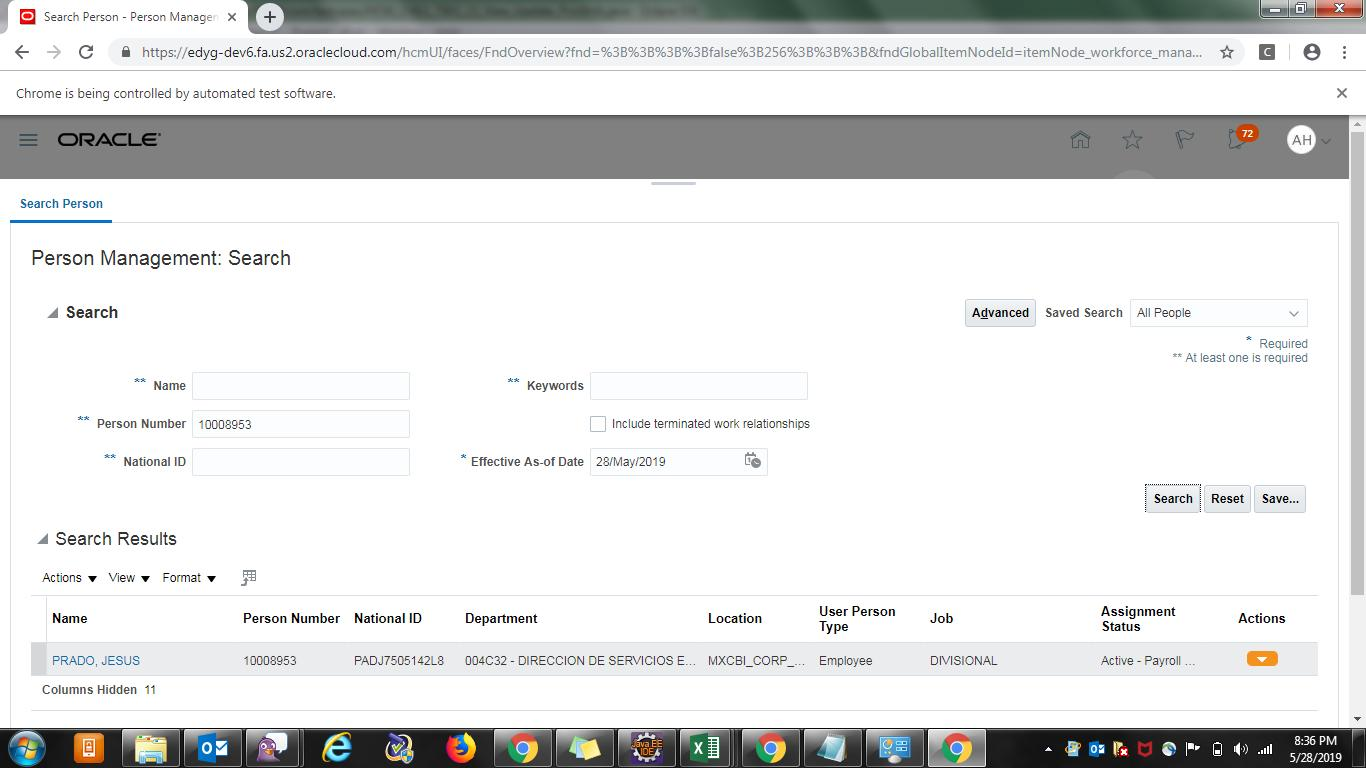 Search Person - Person Managen
https://edyg-dev6.fa.us2.oraclecloud.com/hcmUI/faces/FndOverview?fnd=%3B%3B%3B%3Bfalse%3B256%3B%3B%3B&fndGlobalItemNodeId=itemNode_workforce_mana...
C
Chrome is being controlled by automated test software.
ORACLE
72
AH
Search Person
Person Management: Search
Search
Advanced Saved Search All People
* Required
** At least one is required
** Name
** Keywords
** Person Number 10008953
Include terminated work relationships
** National ID
* Effective As-of Date 28/May/2019
Search Reset Save...
Search Results
Actions View Format
Name Person Number National ID Department Location User Person Type Job Assignment Status Actions
PRADO, JESUS 10008953 PADJ7505142L8 004C32 - DIRECCION DE SERVICIOS E... MXCBI_CORP_... Employee DIVISIONAL Active - Payroll ...
Columns Hidden 11
Java EE
IDE
8:36 PM
5/28/2019